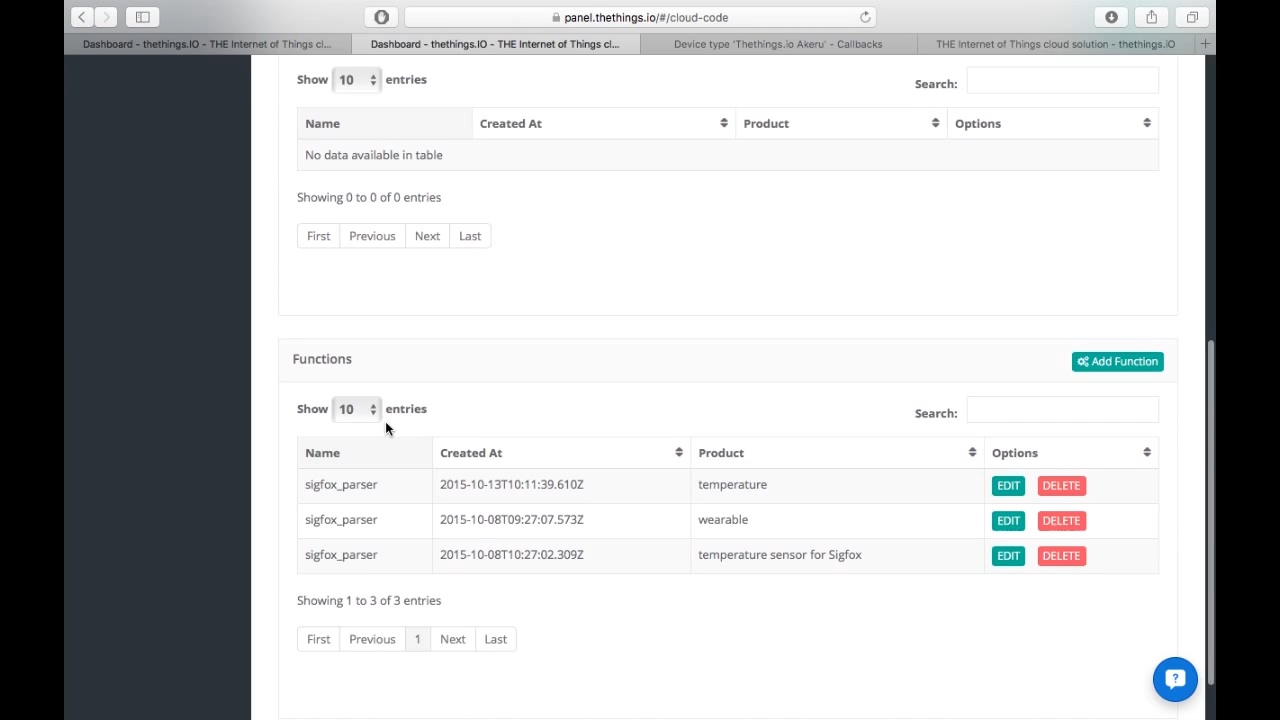 panel.thethings.io/#/cloud-code
Dashboard - thethings.IO - THE Internet of Things cl... Dashboard - thethings.IO - THE Internet of Things cl... Device type 'Thethings.io Akeru' - Callbacks THE Internet of Things cloud solution - thethings.IO
Show 10 entries Search:
Name Created At Product Options
No data available in table
Showing 0 to 0 of 0 entries
First Previous Next Last
Functions Add Function
Show 10 entries Search:
Name Created At Product Options
sigfox_parser 2015-10-13T10:11:39.610Z temperature EDIT DELETE
sigfox_parser 2015-10-08T09:27:07.573Z wearable EDIT DELETE
sigfox_parser 2015-10-08T10:27:02.309Z temperature sensor for Sigfox EDIT DELETE
Showing 1 to 3 of 3 entries
First Previous 1 Next Last